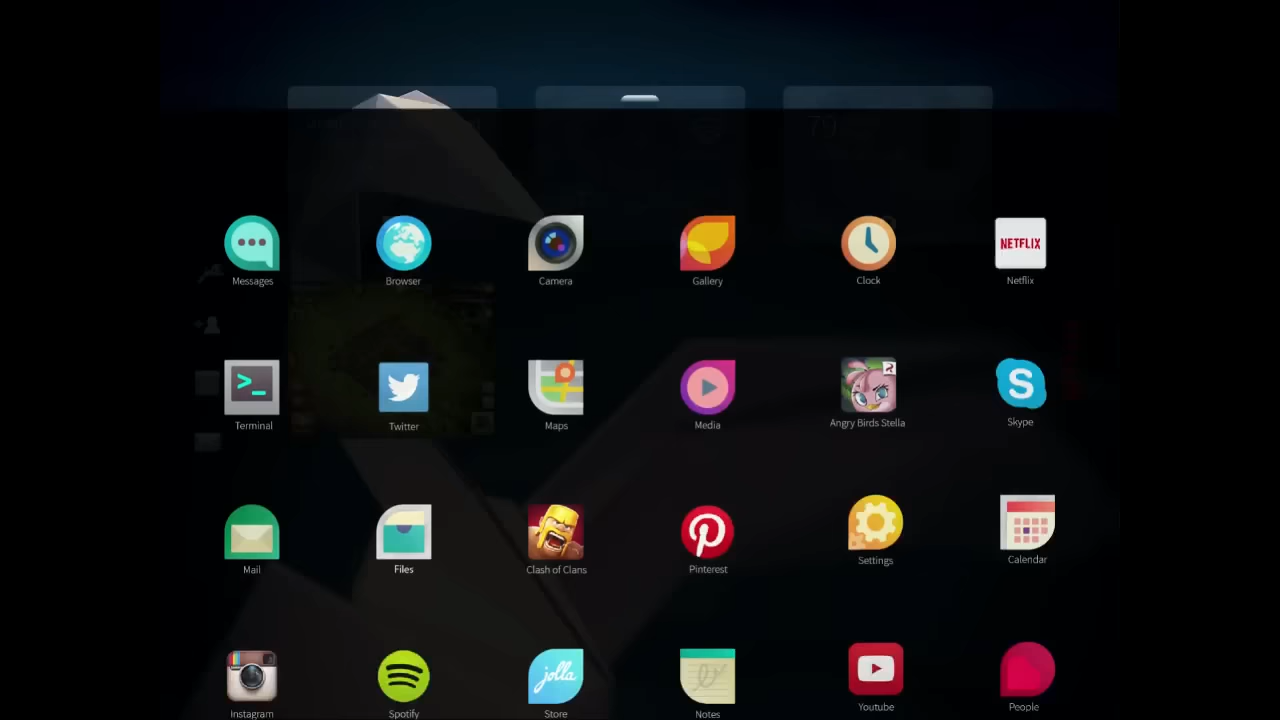 79
Messages
Browser
Camera
Gallery
Clock
NETFLIX
Netflix
>_
S
Terminal
Twitter
Maps
Media
Angry Birds Stella
Skype
Mail
Files
Clash of Clans
Pinterest
Settings
Calendar
jolla
Instagram
Spotify
Store
Notes
Youtube
People